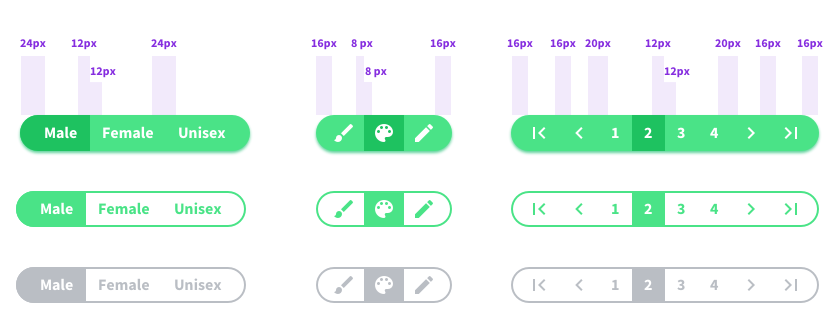 24px 12px 24px 16px 8 px 16px 16px 16px 20px 12px 20px 16px 16px
12px 8 px 12px
Male Female Unisex 1 2 3 4
Male Female Unisex 1 2 3 4
Male Female Unisex 1 2 3 4